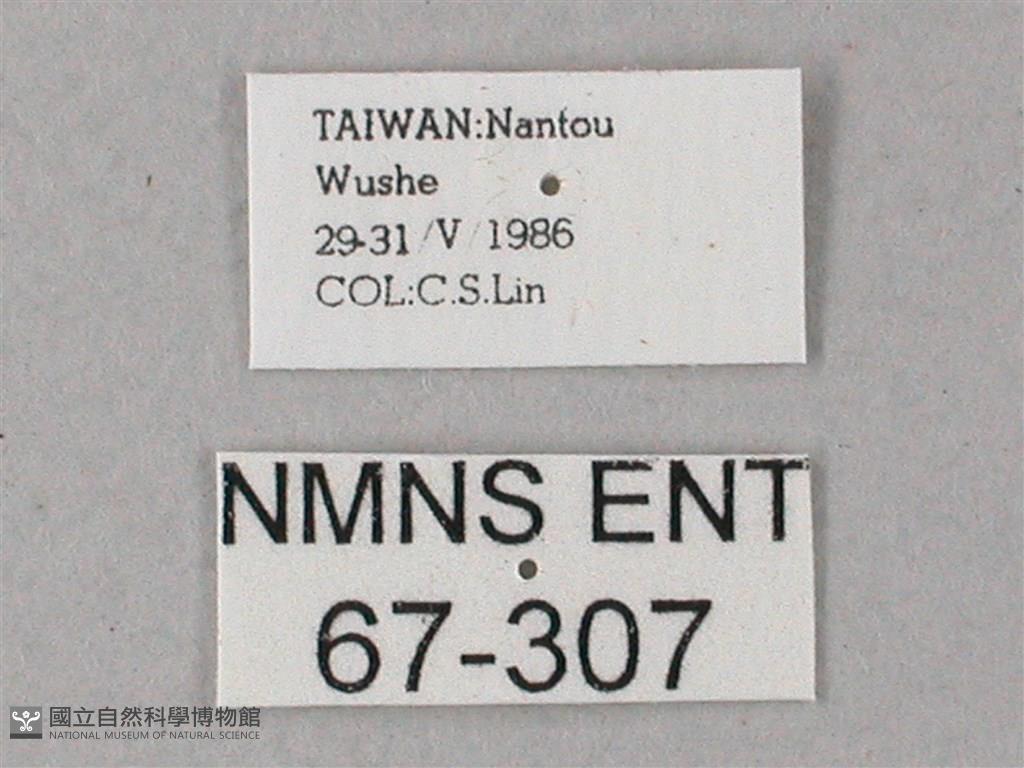 TAIWAN:Nantou
Wushe
29-31/V/1986
COL:C.S.Lin
NMNS ENT
67-307
國立自然科學博物館
NATIONAL MUSEUM OF NATURAL SCIENCE